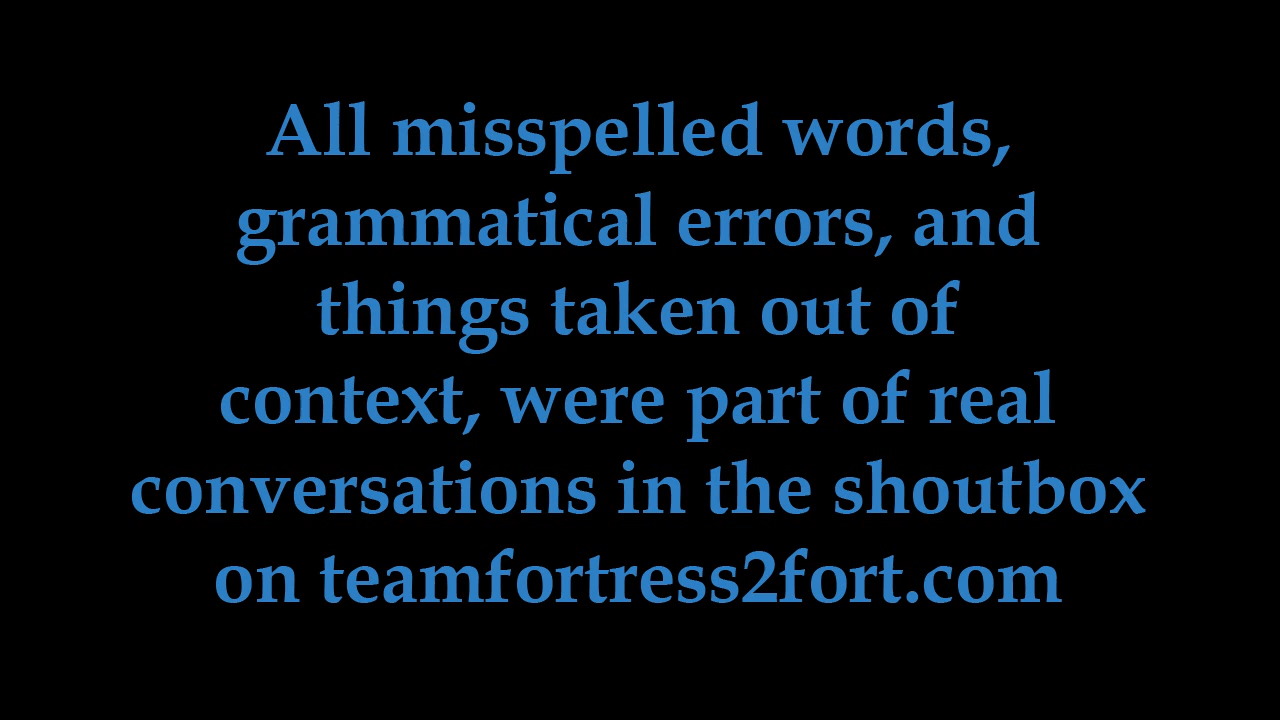 All misspelled words,
grammatical errors, and
things taken out of
context, were part of real
conversations in the shoutbox
on teamfortress2fort.com